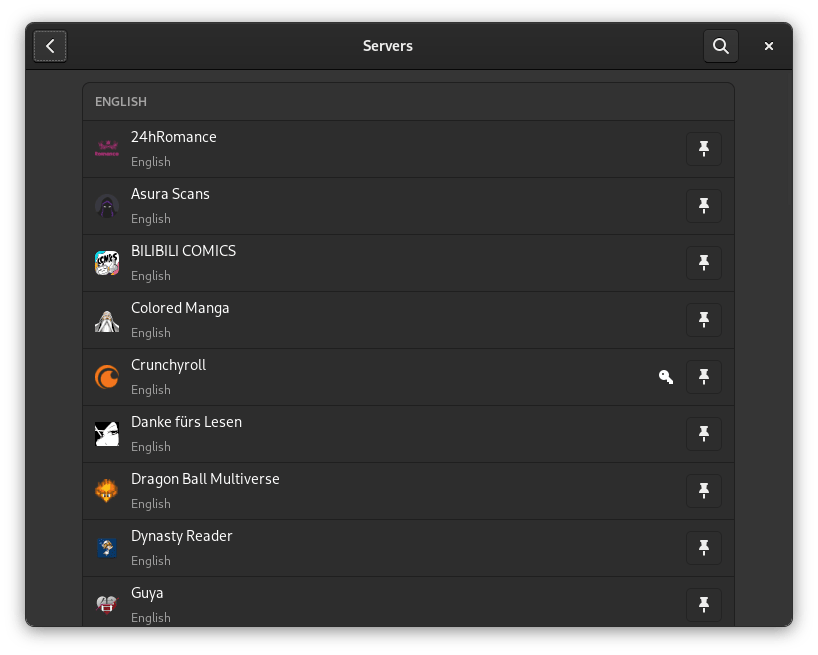 Servers
ENGLISH
24hRomance
English
Asura Scans
English
BILIBILI COMICS
English
Colored Manga
English
Crunchyroll
English
Danke fürs Lesen
English
Dragon Ball Multiverse
English
Dynasty Reader
English
Guya
English